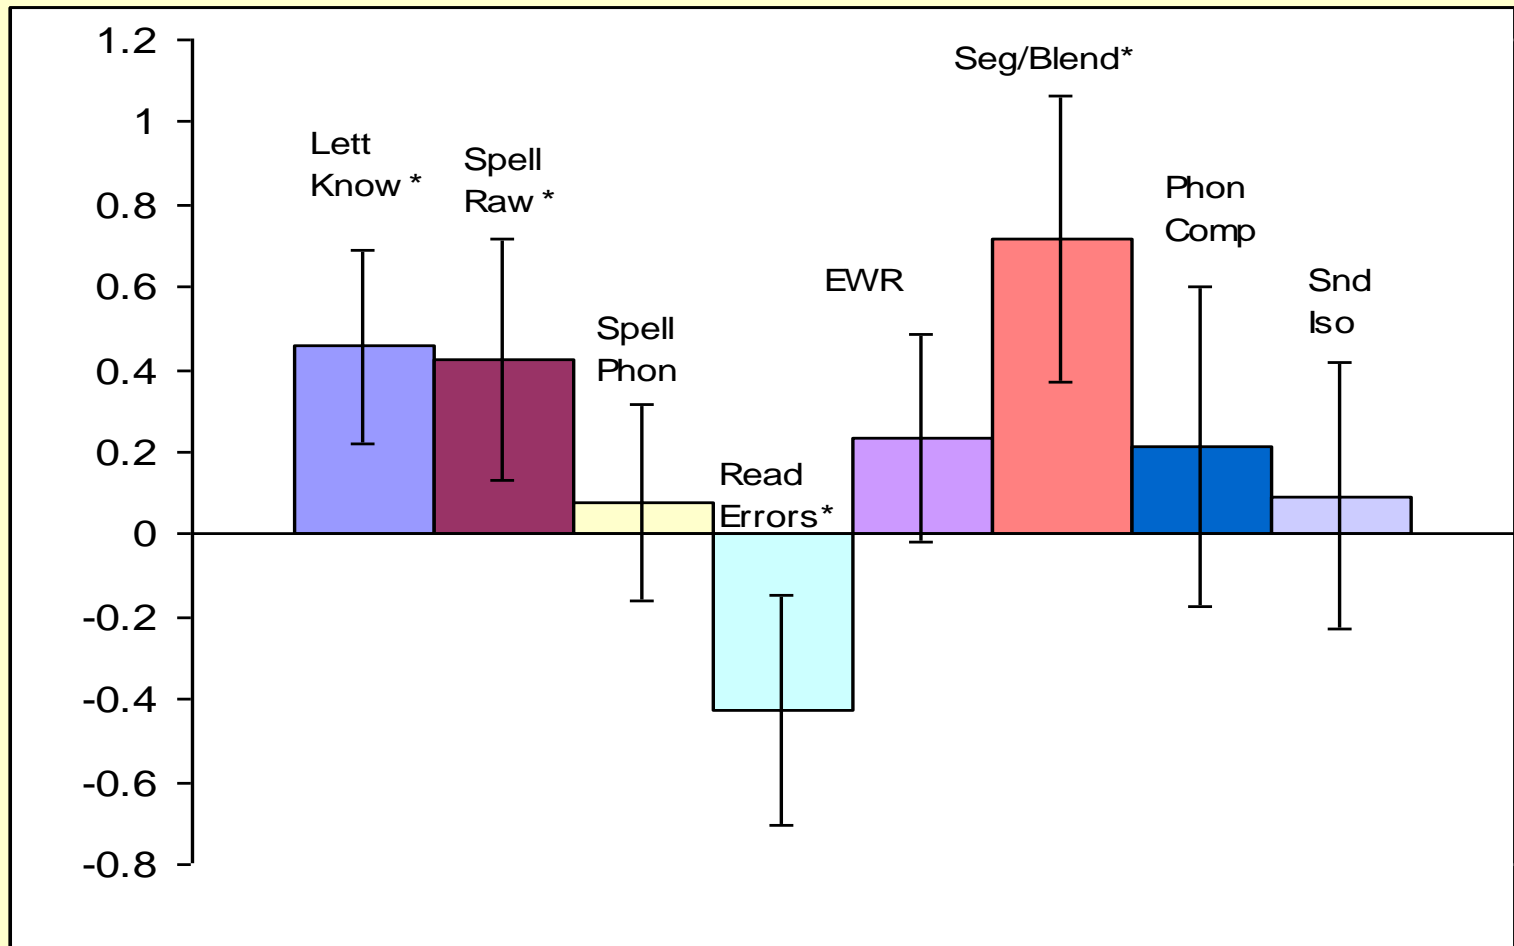 1.2
1
0.8
0.6
0.4
0.2
0
-0.2
-0.4
-0.6
-0.8
Lett
Know *
Spell
Raw *
Spell
Phon
Read
Errors*
EWR
Seg/Blend*
Phon
Comp
Snd
Iso